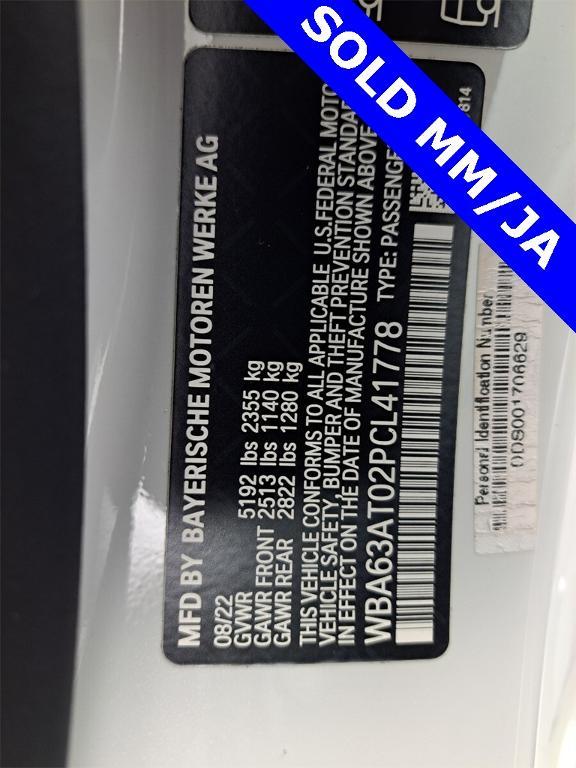 SOLD MM/JA
MFD BY BAYERISCHE MOTOREN WERKE AG
08/22
GVWR 5192 lbs 2355 kg
GAWR FRONT 2513 lbs 1140 kg
GAWR REAR 2822 lbs 1280 kg
THIS VEHICLE CONFORMS TO ALL APPLICABLE U.S.FEDERAL MOTO
VEHICLE SAFETY, BUMPER AND THEFT PREVENTION STANDAR
IN EFFECT ON THE DATE OF MANUFACTURE SHOWN ABOVE
WBA63AT02PCL41778 TYPE: PASSENGE
814
Personal Identification Number
0DS001706629